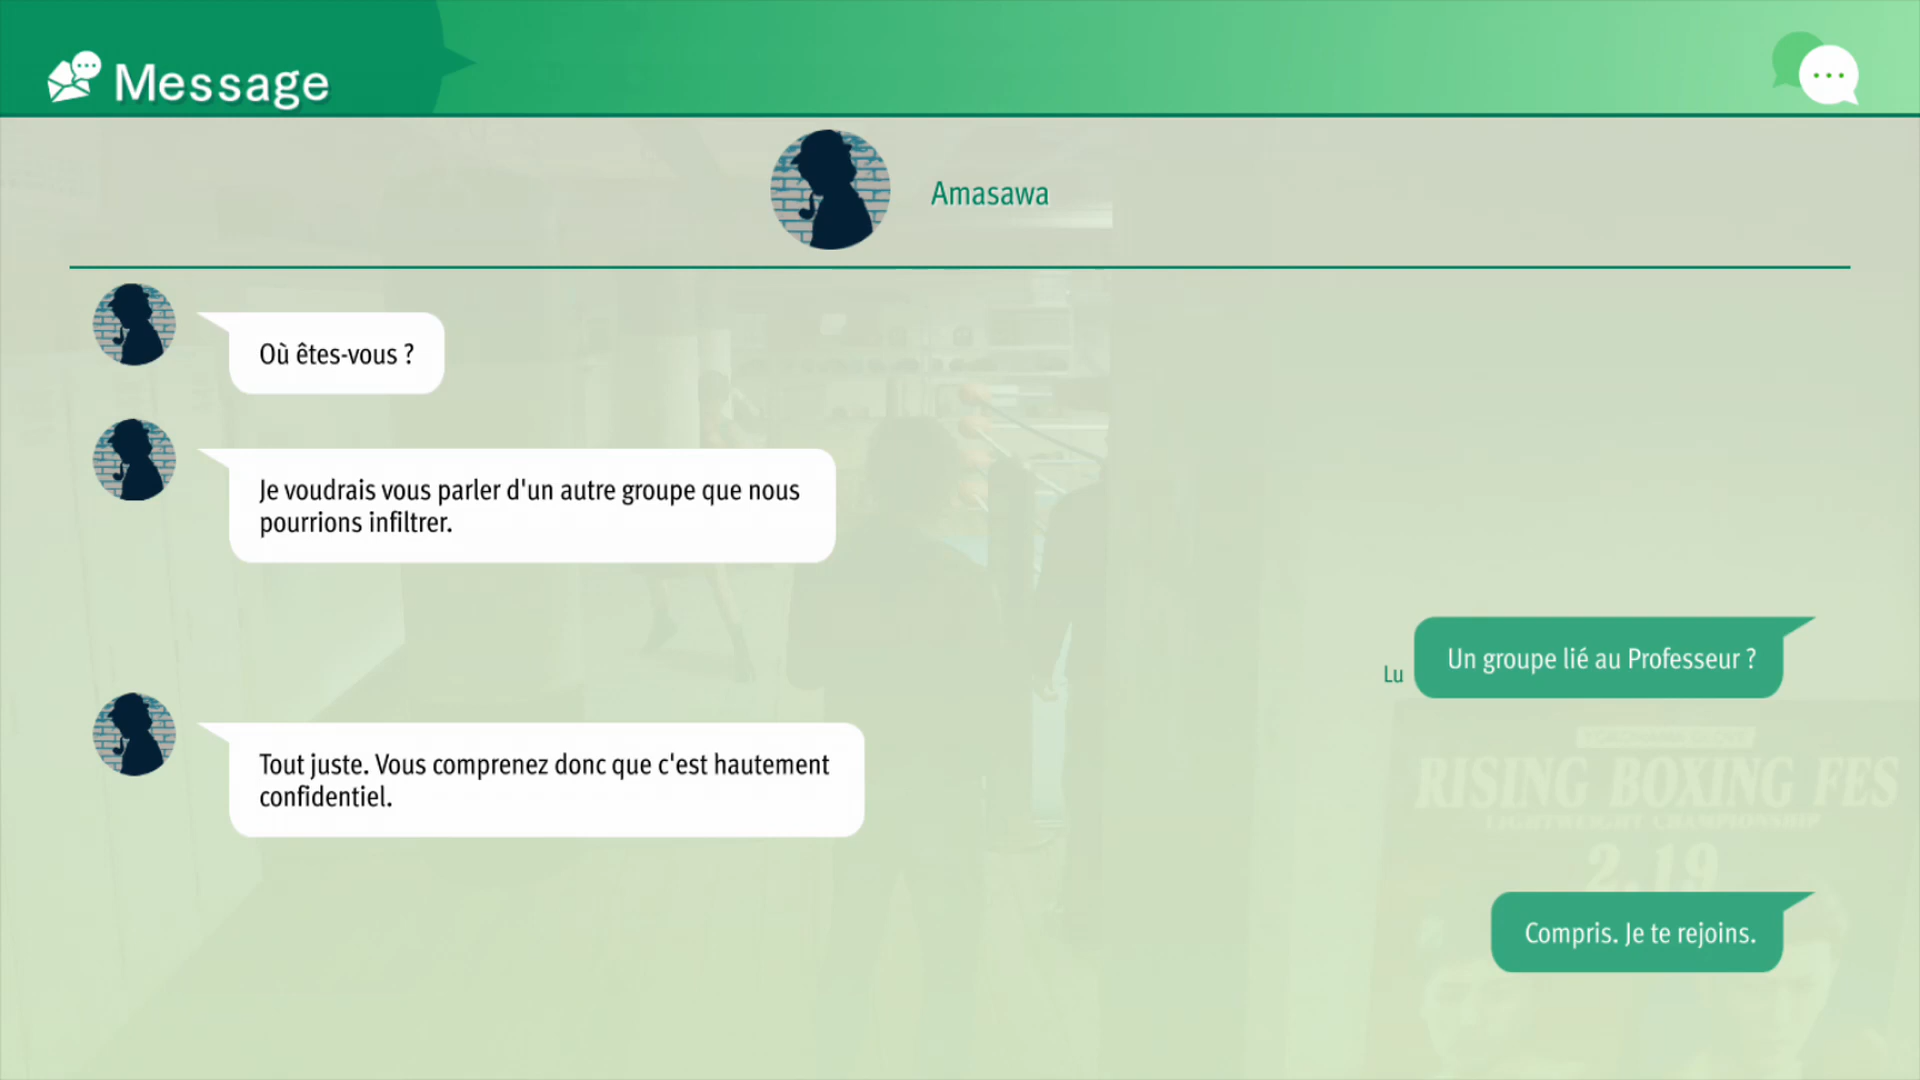 Message
Amasawa
Où êtes-vous ?
Je voudrais vous parler d'un autre groupe que nous
pourrions infiltrer.
Un groupe lié au Professeur ?
Lu
Tout juste. Vous comprenez donc que c'est hautement
confidentiel.
RISING BOXING FES
LIGHTWEIGHT CHAMPIONSHIP
2.19
Compris. Je te rejoins.